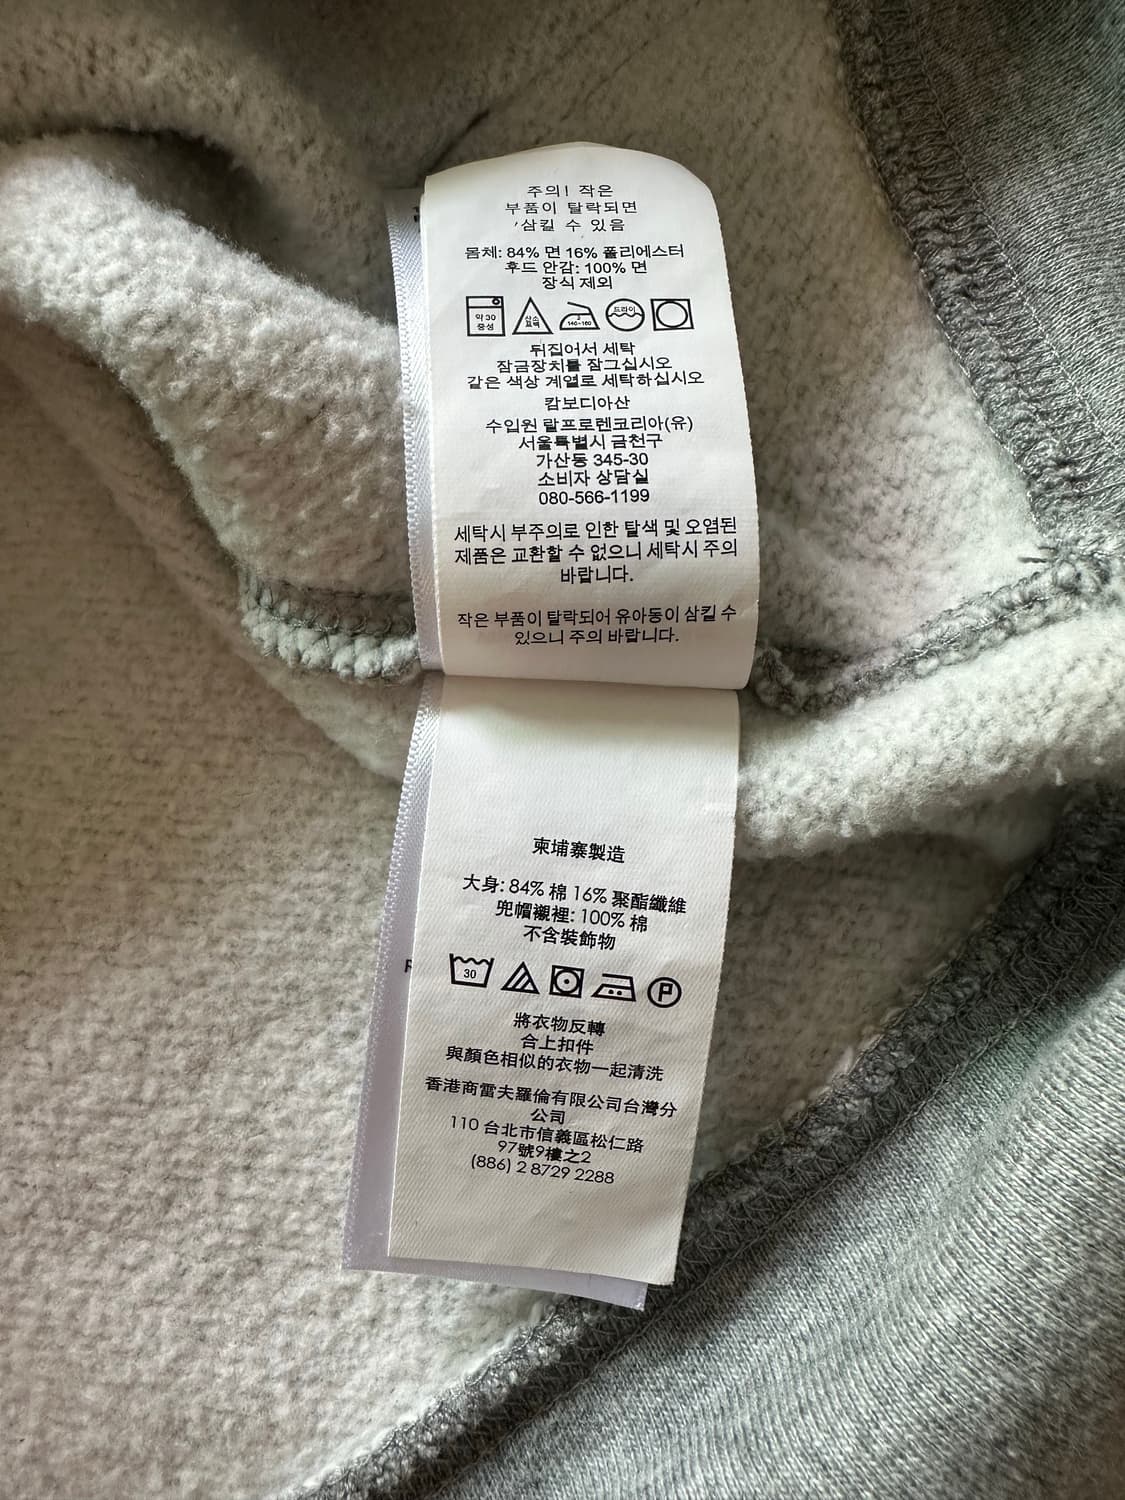 주의! 작은
부품이 탈락되면
삼킬 수 있음
몸체: 84% 면 16% 폴리에스터
후드 안감: 100% 면
장식 제외
약 30
중성
산소
표백
2
140~160
드라이
뒤집어서 세탁
잠금장치를 잠그십시오
같은 색상 계열로 세탁하십시오
캄보디아산
수입원 랄프로렌코리아(유)
서울특별시 금천구
가산동 345-30
소비자 상담실
080-566-1199
세탁시 부주의로 인한 탈색 및 오염된
제품은 교환할 수 없으니 세탁시 주의
바랍니다.
작은 부품이 탈락되어 유아동이 삼킬 수
있으니 주의 바랍니다.
柬埔寨製造
大身: 84% 棉 16% 聚酯纖維
兜帽襯裡: 100% 棉
不含裝飾物
30
P
將衣物反轉
合上扣件
與顏色相似的衣物一起清洗
香港商雷夫羅倫有限公司台灣分
公司
110 台北市信義區松仁路
97號9樓之2
(886) 2 8729 2288